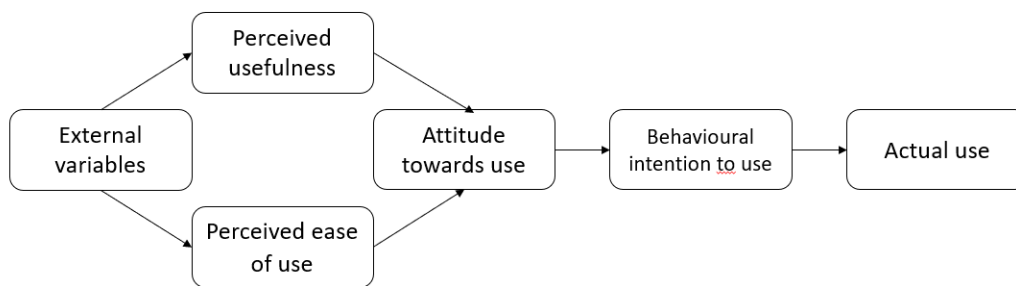 Perceived
usefulness
External
variables
Attitude
towards use
Behavioural
intention to use
Actual use
Perceived ease
of use